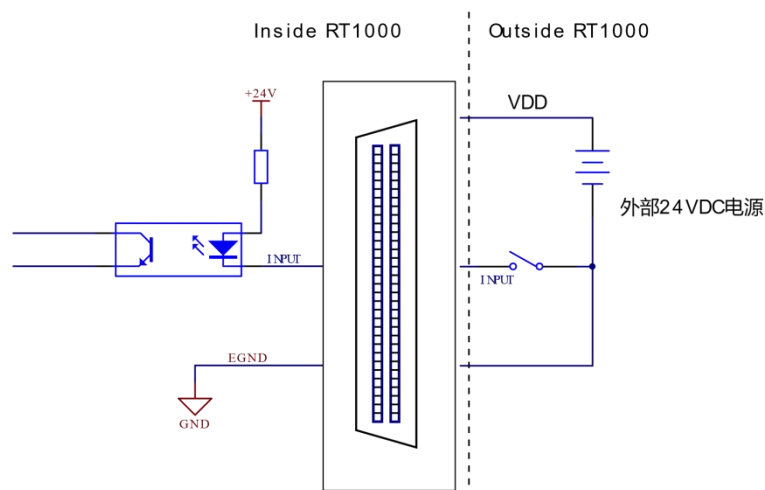 Inside RT1000
Outside RT1000
+24V
VDD
外部24VDC电源
INPUT
INPUT
EGND
GND